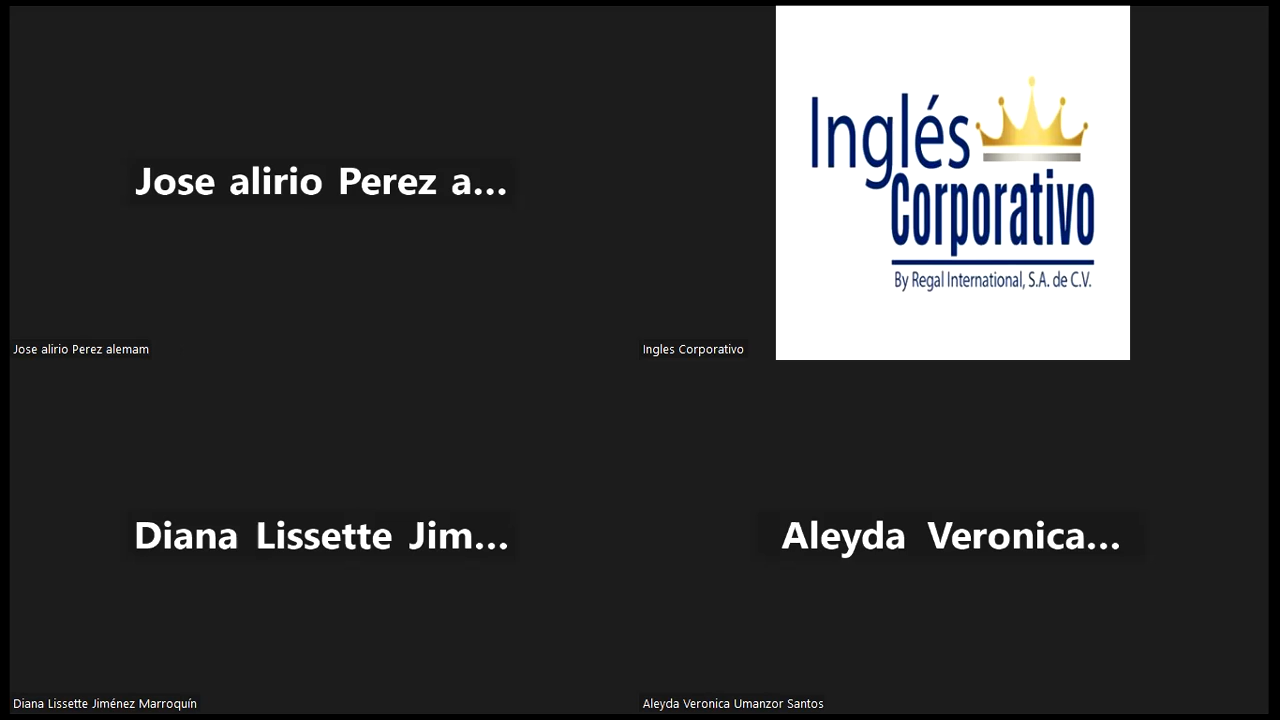 Jose alirio Perez a...
Jose alirio Perez alemam
Inglés
Corporativo
By Regal International, S.A. de C.V.
Ingles Corporativo
Diana Lissette Jim...
Diana Lissette Jiménez Marroquín
Aleyda Veronica...
Aleyda Veronica Umanzor Santos